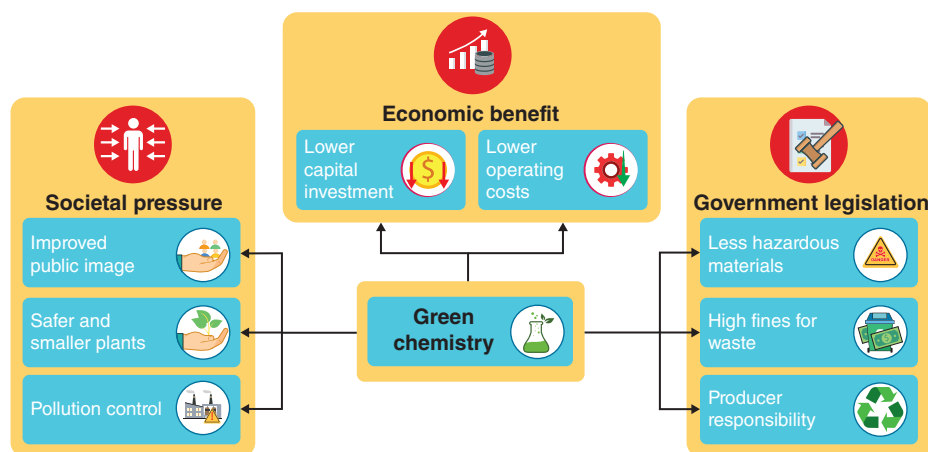 Economic benefit
Lower
capital
investment
Lower
operating
costs
Societal pressure
Improved
public image
Safer and
smaller plants
Pollution control
Green
chemistry
Government legislation
Less hazardous
materials
DANGER
High fines for
waste
Producer
responsibility